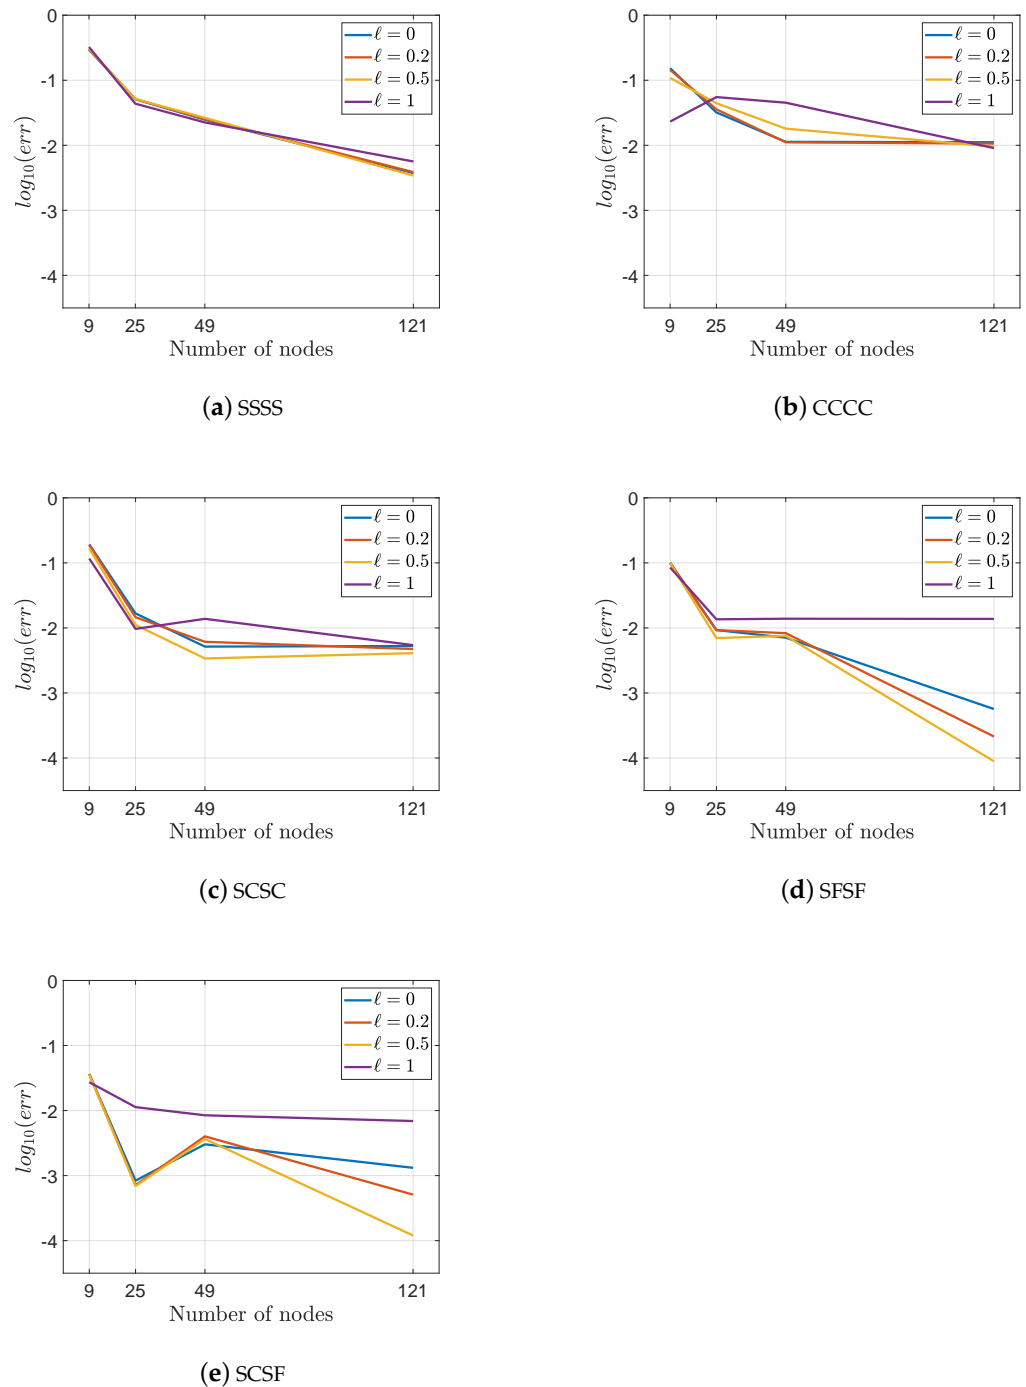 0
-1
-2
-3
-4
log₁₀(err)
9 25 49 121
Number of nodes
ℓ = 0
ℓ = 0.2
ℓ = 0.5
ℓ = 1
(a) SSSS
0
-1
-2
-3
-4
log₁₀(err)
9 25 49 121
Number of nodes
ℓ = 0
ℓ = 0.2
ℓ = 0.5
ℓ = 1
(b) CCCC
0
-1
-2
-3
-4
log₁₀(err)
9 25 49 121
Number of nodes
ℓ = 0
ℓ = 0.2
ℓ = 0.5
ℓ = 1
(c) SCSC
0
-1
-2
-3
-4
log₁₀(err)
9 25 49 121
Number of nodes
ℓ = 0
ℓ = 0.2
ℓ = 0.5
ℓ = 1
(d) SFSF
0
-1
-2
-3
-4
log₁₀(err)
9 25 49 121
Number of nodes
ℓ = 0
ℓ = 0.2
ℓ = 0.5
ℓ = 1
(e) SCSF